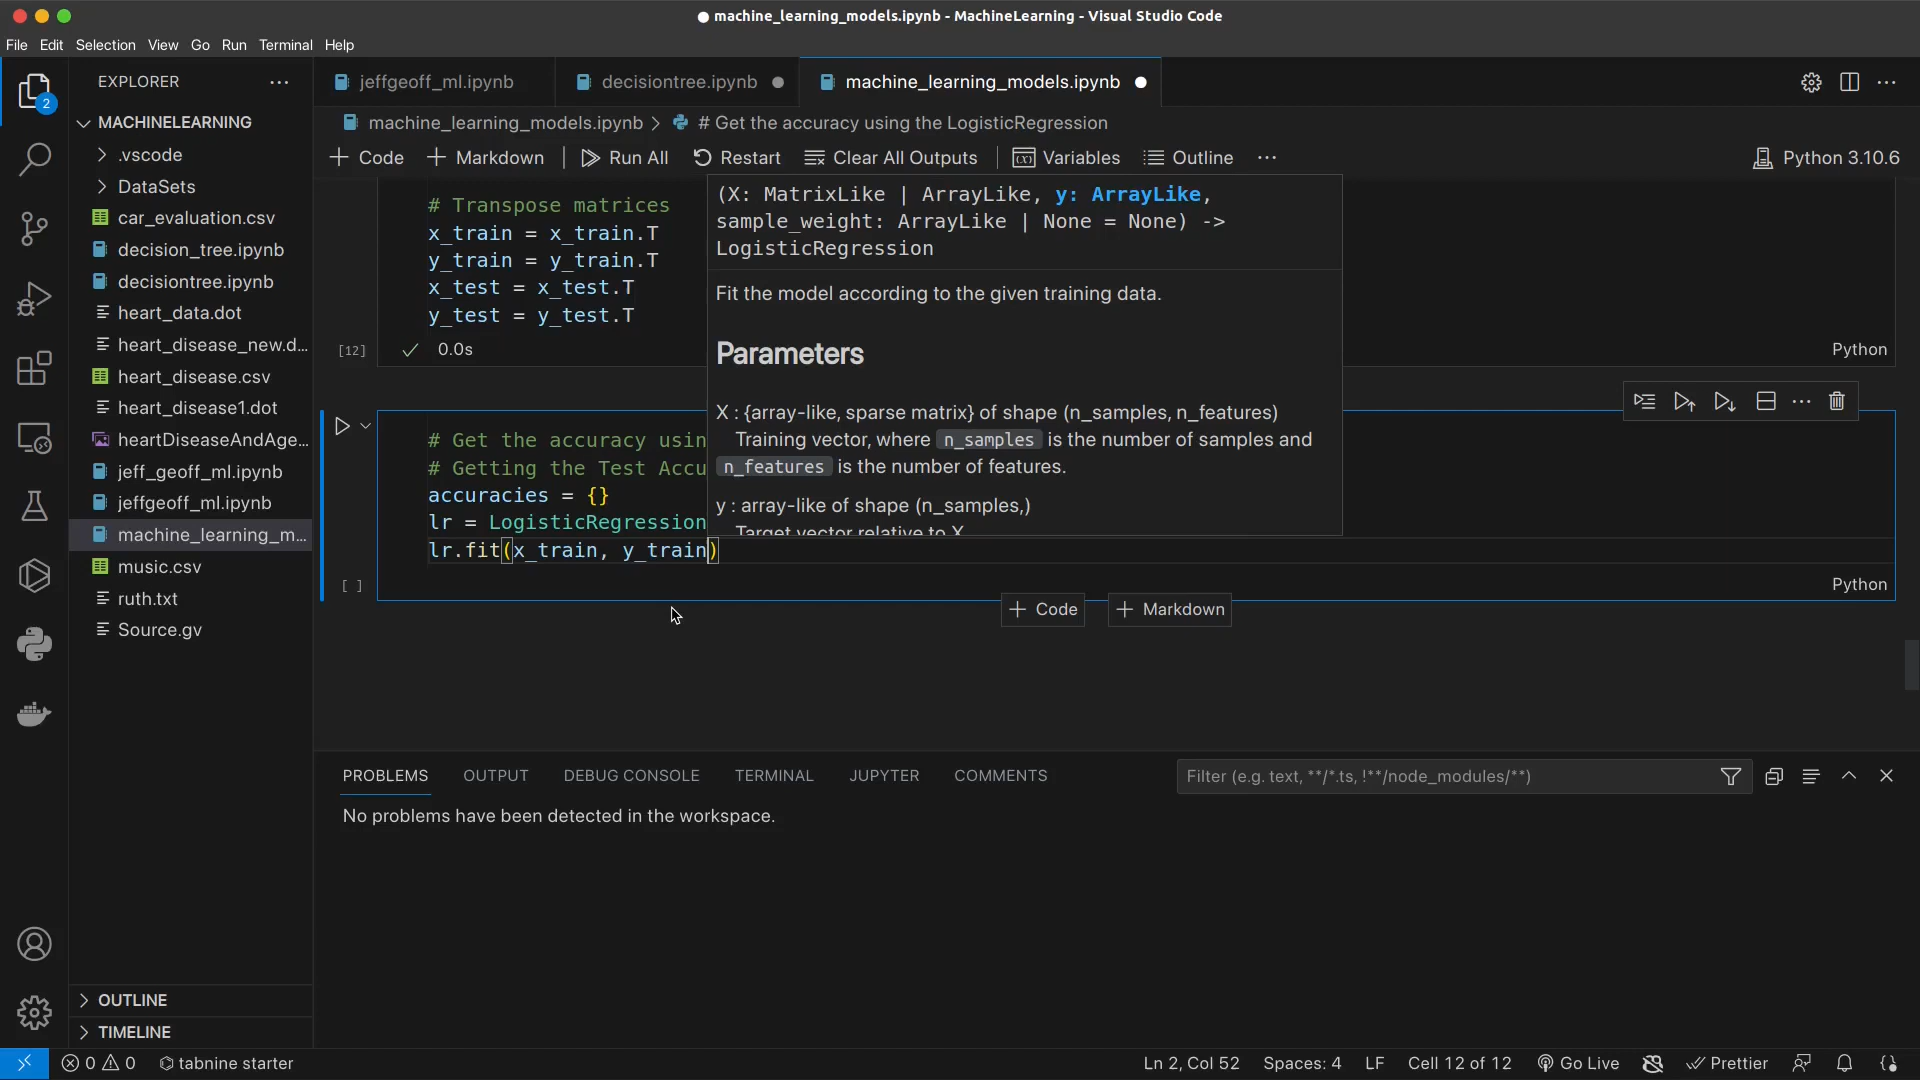 machine_learning_models.ipynb - MachineLearning - Visual Studio Code
File Edit Selection View Go Run Terminal Help
2
EXPLORER
MACHINELEARNING
.vscode
DataSets
car_evaluation.csv
decision_tree.ipynb
decisiontree.ipynb
heart_data.dot
heart_disease_new.d...
heart_disease.csv
heart_disease1.dot
heartDiseaseAndAge...
jeff_geoff_ml.ipynb
jeffgeoff_ml.ipynb
machine_learning_m...
music.csv
ruth.txt
Source.gv
OUTLINE
TIMELINE
jeffgeoff_ml.ipynb
decisiontree.ipynb
machine_learning_models.ipynb
machine_learning_models.ipynb > # Get the accuracy using the LogisticRegression
+ Code + Markdown Run All Restart Clear All Outputs Variables Outline ... Python 3.10.6
# Transpose matrices
x_train = x_train.T
y_train = y_train.T
x_test = x_test.T
y_test = y_test.T
[12] 0.0s Python
(X: MatrixLike | ArrayLike, y: ArrayLike,
sample_weight: ArrayLike | None = None) ->
LogisticRegression
Fit the model according to the given training data.
Parameters
X : {array-like, sparse matrix} of shape (n_samples, n_features)
Training vector, where n_samples is the number of samples and
n_features is the number of features.
y : array-like of shape (n_samples,)
Target vector relative to X
# Get the accuracy usin
# Getting the Test Accu
accuracies = {}
lr = LogisticRegression
lr.fit(x_train, y_train)
[ ] Python
+ Code + Markdown
PROBLEMS OUTPUT DEBUG CONSOLE TERMINAL JUPYTER COMMENTS
Filter (e.g. text, **/*.ts, !**/node_modules/**)
No problems have been detected in the workspace.
0 0 tabnine starter Ln 2, Col 52 Spaces: 4 LF Cell 12 of 12 Go Live Prettier